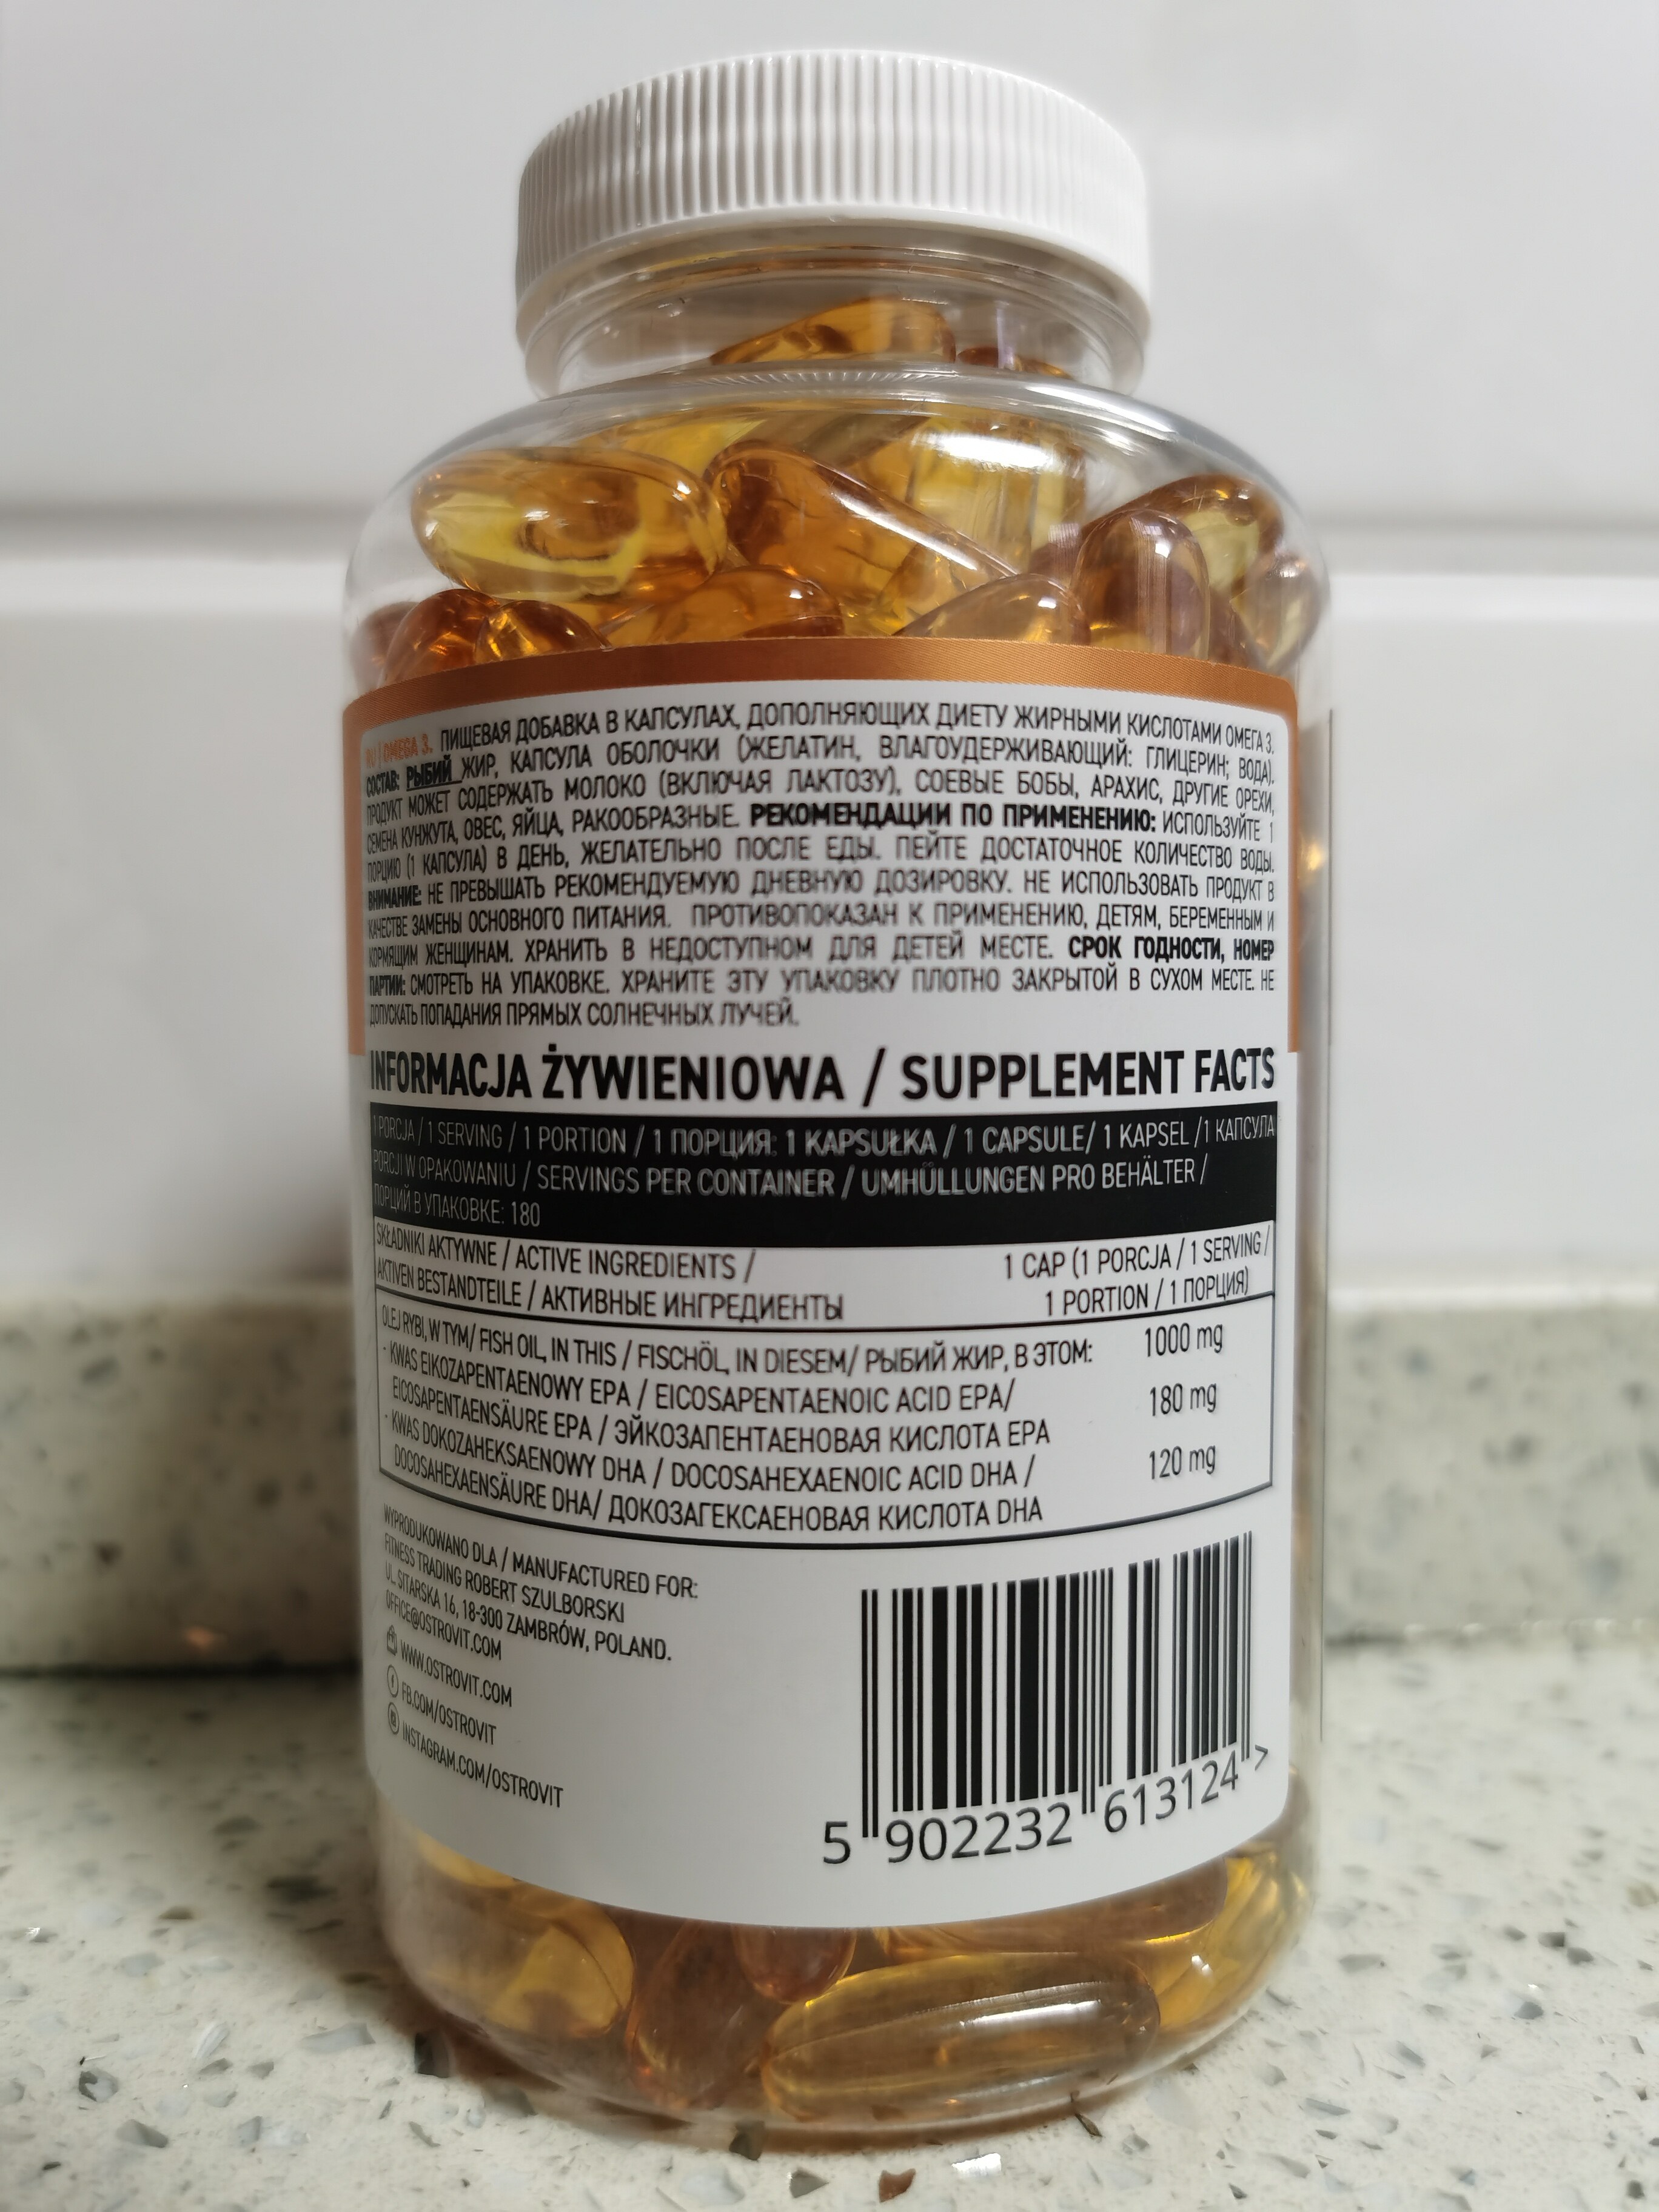 RU | OMEGA 3. ПИЩЕВАЯ ДОБАВКА В КАПСУЛАХ, ДОПОЛНЯЮЩИХ ДИЕТУ ЖИРНЫМИ КИСЛОТАМИ ОМЕГА 3.
СОСТАВ: РЫБИЙ ЖИР, КАПСУЛА ОБОЛОЧКИ (ЖЕЛАТИН, ВЛАГОУДЕРЖИВАЮЩИЙ: ГЛИЦЕРИН; ВОДА).
ПРОДУКТ МОЖЕТ СОДЕРЖАТЬ МОЛОКО (ВКЛЮЧАЯ ЛАКТОЗУ), СОЕВЫЕ БОБЫ, АРАХИС, ДРУГИЕ ОРЕХИ,
СЕМЕНА КУНЖУТА, ОВЕС, ЯЙЦА, РАКООБРАЗНЫЕ. РЕКОМЕНДАЦИИ ПО ПРИМЕНЕНИЮ: ИСПОЛЬЗУЙТЕ 1
ПОРЦИЮ (1 КАПСУЛА) В ДЕНЬ, ЖЕЛАТЕЛЬНО ПОСЛЕ ЕДЫ. ПЕЙТЕ ДОСТАТОЧНОЕ КОЛИЧЕСТВО ВОДЫ.
ВНИМАНИЕ: НЕ ПРЕВЫШАТЬ РЕКОМЕНДУЕМУЮ ДНЕВНУЮ ДОЗИРОВКУ. НЕ ИСПОЛЬЗОВАТЬ ПРОДУКТ В
КАЧЕСТВЕ ЗАМЕНЫ ОСНОВНОГО ПИТАНИЯ. ПРОТИВОПОКАЗАН К ПРИМЕНЕНИЮ, ДЕТЯМ, БЕРЕМЕННЫМ И
КОРМЯЩИМ ЖЕНЩИНАМ. ХРАНИТЬ В НЕДОСТУПНОМ ДЛЯ ДЕТЕЙ МЕСТЕ. СРОК ГОДНОСТИ, НОМЕР
ПАРТИИ: СМОТРЕТЬ НА УПАКОВКЕ. ХРАНИТЕ ЭТУ УПАКОВКУ ПЛОТНО ЗАКРЫТОЙ В СУХОМ МЕСТЕ. НЕ
ДОПУСКАТЬ ПОПАДАНИЯ ПРЯМЫХ СОЛНЕЧНЫХ ЛУЧЕЙ.
INFORMACJA ŻYWIENIOWA / SUPPLEMENT FACTS
1 PORCJA / 1 SERVING / 1 PORTION / 1 ПОРЦИЯ: 1 KAPSUŁKA / 1 CAPSULE/ 1 KAPSEL /1 КАПСУЛА
PORCJI W OPAKOWANIU / SERVINGS PER CONTAINER / UMHÜLLUNGEN PRO BEHÄLTER /
ПОРЦИЙ В УПАКОВКЕ: 180
SKŁADNIKI AKTYWNE / ACTIVE INGREDIENTS / 1 CAP (1 PORCJA / 1 SERVING /
AKTIVEN BESTANDTEILE / АКТИВНЫЕ ИНГРЕДИЕНТЫ 1 PORTION / 1 ПОРЦИЯ)
OLEJ RYBI, W TYM/ FISH OIL, IN THIS / FISCHÖL, IN DIESEM/ РЫБИЙ ЖИР, В ЭТОМ: 1000 mg
- KWAS EIKOZAPENTAENOWY EPA / EICOSAPENTAENOIC ACID EPA/ 180 mg
EICOSAPENTAENSÄURE EPA / ЭЙКОЗАПЕНТАЕНОВАЯ КИСЛОТА EPA
- KWAS DOKOZAHEKSAENOWY DHA / DOCOSAHEXAENOIC ACID DHA / 120 mg
DOCOSAHEXAENSÄURE DHA/ ДОКОЗАГЕКСАЕНОВАЯ КИСЛОТА DHA
WYPRODUKOWANO DLA / MANUFACTURED FOR:
FITNESS TRADING ROBERT SZULBORSKI
UL. SITARSKA 16, 18-300 ZAMBRÓW, POLAND.
OFFICE@OSTROVIT.COM
WWW.OSTROVIT.COM
FB.COM/OSTROVIT
INSTAGRAM.COM/OSTROVIT
5 902232 613124 >